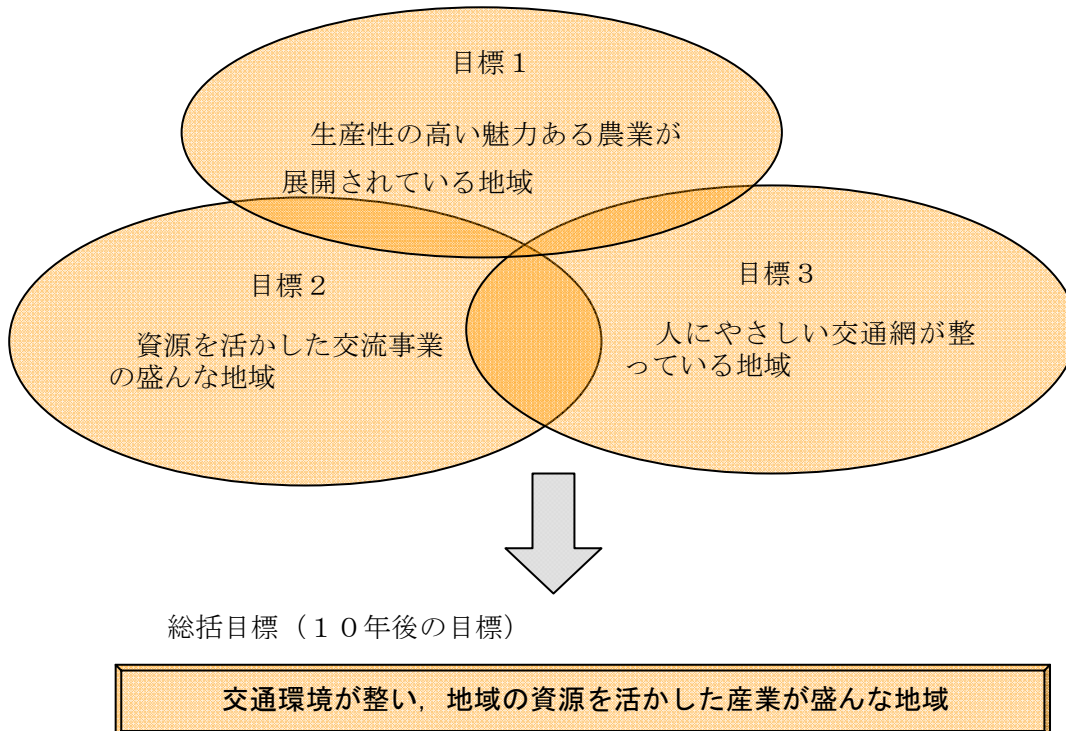 目標１
生産性の高い魅力ある農業が
展開されている地域
目標２
資源を活かした交流事業
の盛んな地域
目標３
人にやさしい交通網が整
っている地域
総括目標（１０年後の目標）
交通環境が整い，地域の資源を活かした産業が盛んな地域